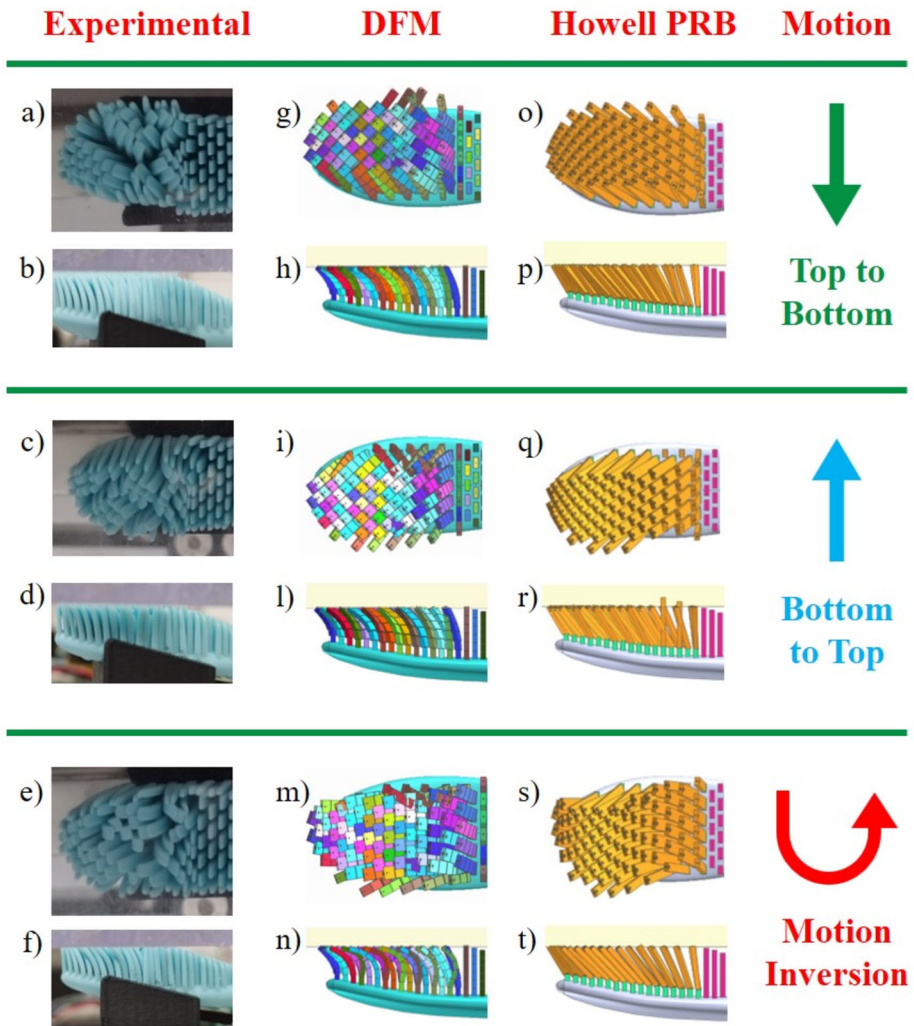 Experimental DFM Howell PRB Motion
a) g) o)
b) h) p)
Top to
Bottom
c) i) q)
d) l) r)
Bottom
to Top
e) m) s)
f) n) t)
Motion
Inversion